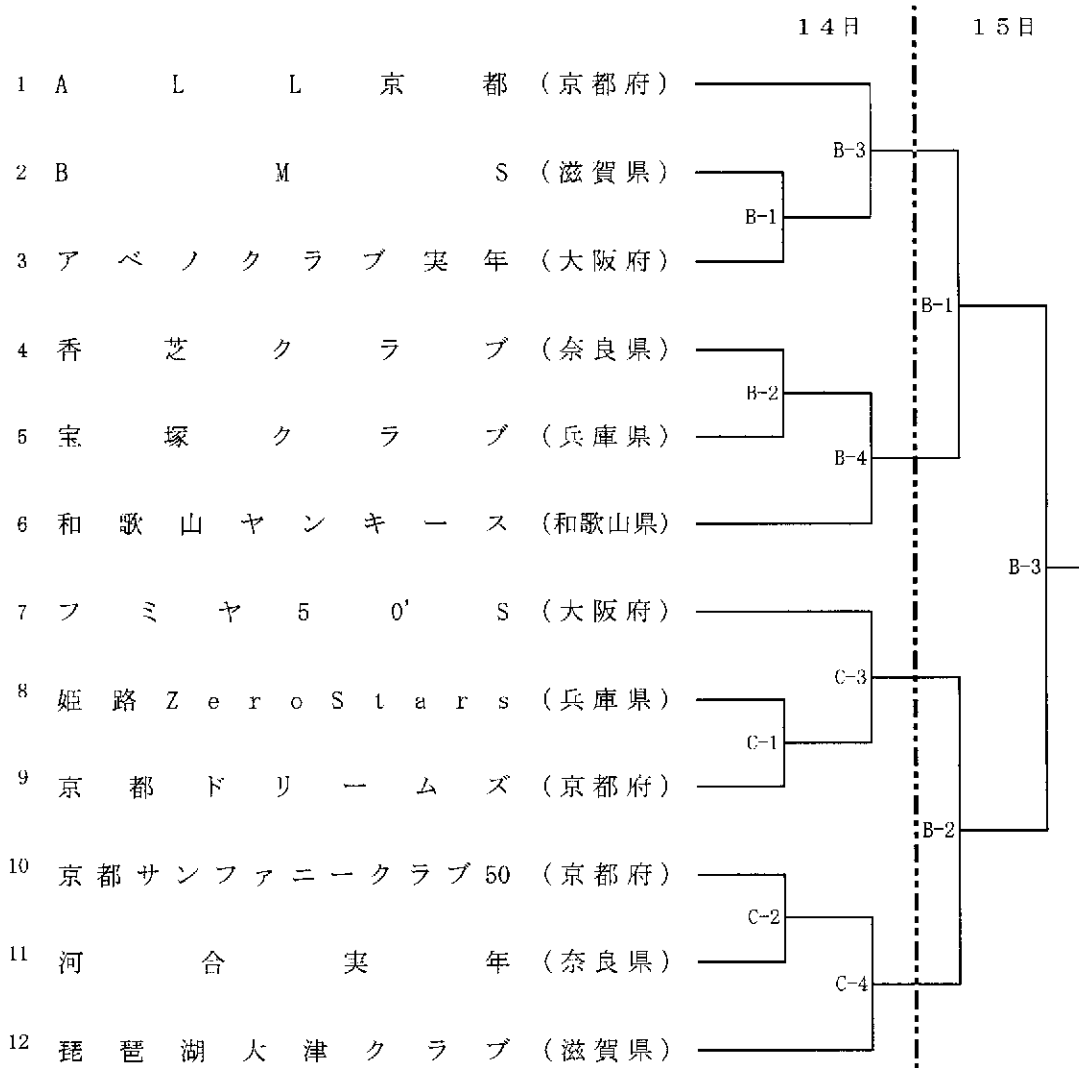 14日 15日
1 ALL京都 (京都府)
B-3
2 BMS (滋賀県)
B-1
3 アベノクラブ実年 (大阪府)
B-1
4 香芝クラブ (奈良県)
B-2
5 宝塚クラブ (兵庫県)
B-4
6 和歌山ヤンキース (和歌山県)
B-3
7 フミヤ50'S (大阪府)
C-3
8 姫路ZeroStars (兵庫県)
C-1
9 京都ドリームズ (京都府)
B-2
10 京都サンファニークラブ50 (京都府)
C-2
11 河合実年 (奈良県)
C-4
12 琵琶湖大津クラブ (滋賀県)